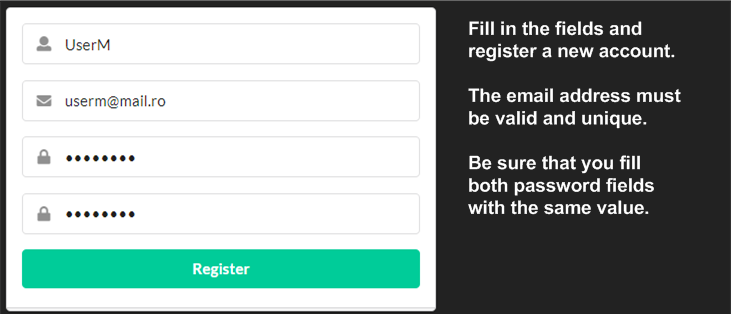 UserM
userm@mail.ro
••••••••
••••••••
Register
Fill in the fields and
register a new account.
The email address must
be valid and unique.
Be sure that you fill
both password fields
with the same value.